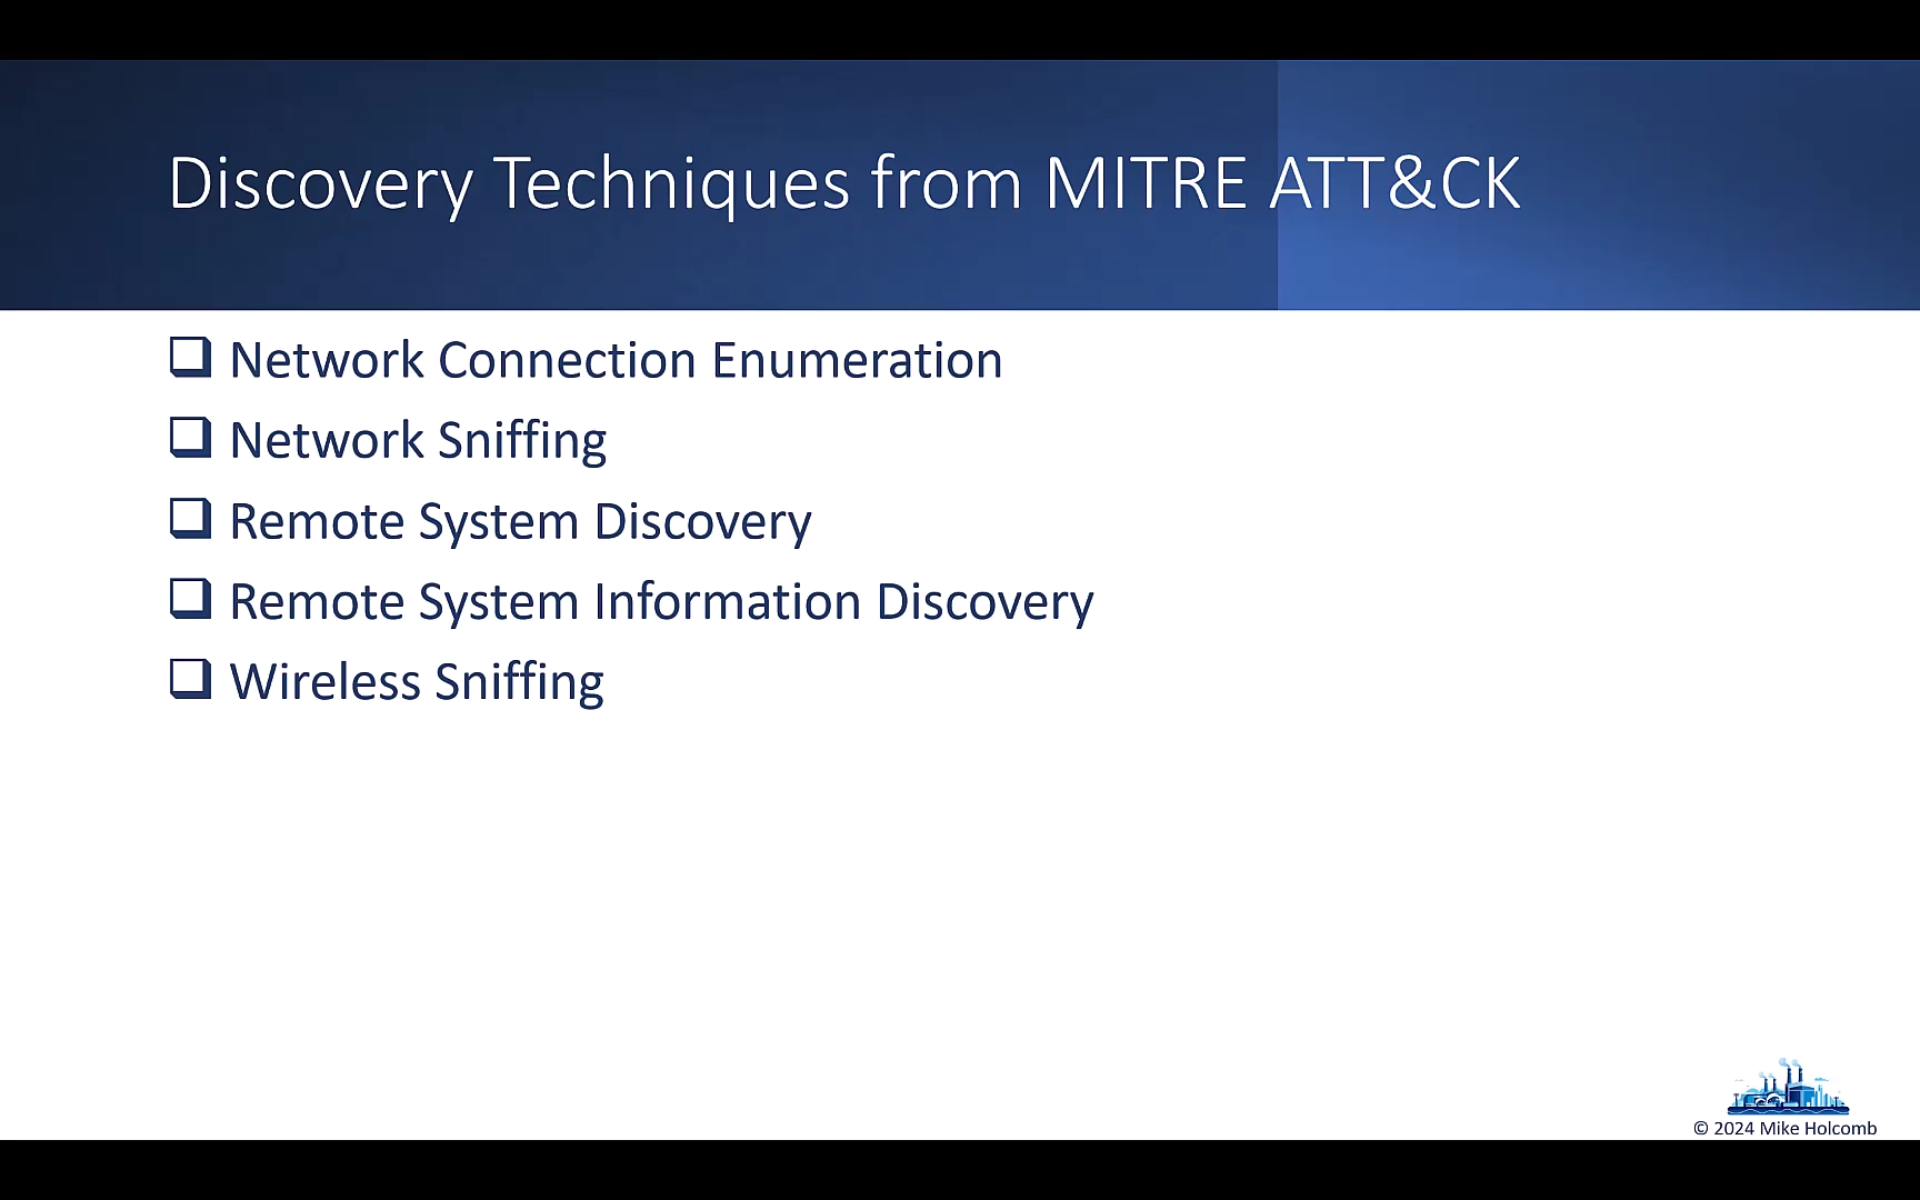 Discovery Techniques from MITRE ATT&CK
Network Connection Enumeration
Network Sniffing
Remote System Discovery
Remote System Information Discovery
Wireless Sniffing
© 2024 Mike Holcomb